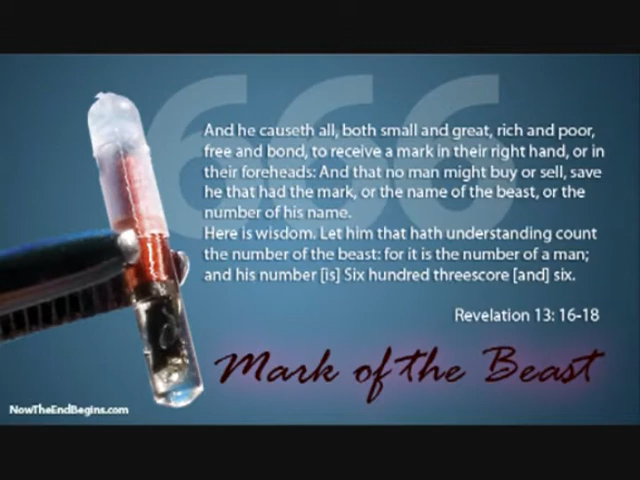 666
And he causeth all, both small and great, rich and poor,
free and bond, to receive a mark in their right hand, or in
their foreheads: And that no man might buy or sell, save
he that had the mark, or the name of the beast, or the
number of his name.
Here is wisdom. Let him that hath understanding count
the number of the beast: for it is the number of a man;
and his number [is] Six hundred threescore [and] six.
Revelation 13: 16-18
Mark of the Beast
NowTheEndBegins.com